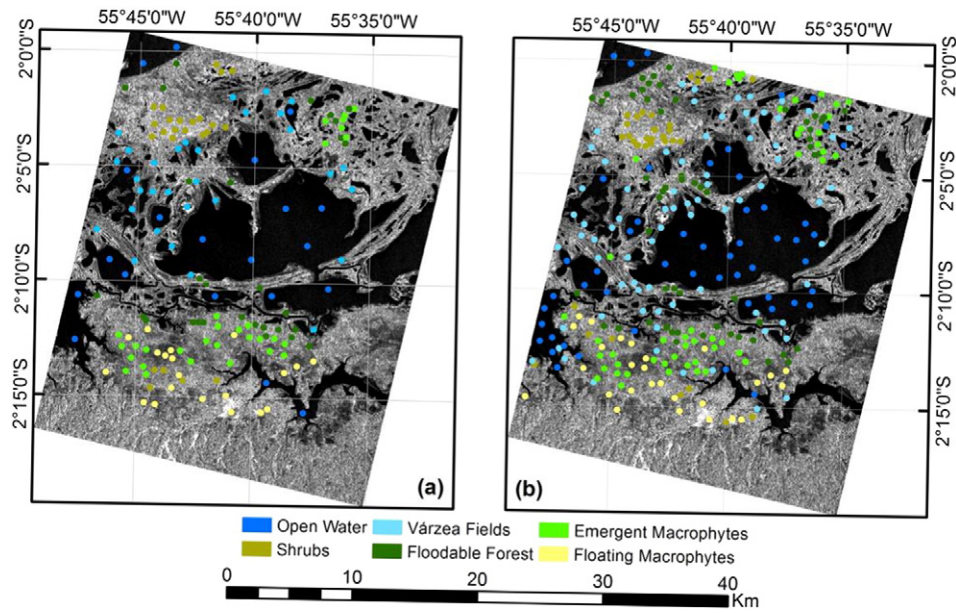 55°45'0"W 55°40'0"W 55°35'0"W
55°45'0"W 55°40'0"W 55°35'0"W
2°0'0"S
2°5'0"S
2°10'0"S
2°15'0"S
2°0'0"S
2°5'0"S
2°10'0"S
2°15'0"S
(a)
(b)
Open Water Várzea Fields Emergent Macrophytes
Shrubs Floodable Forest Floating Macrophytes
0 10 20 30 40
Km